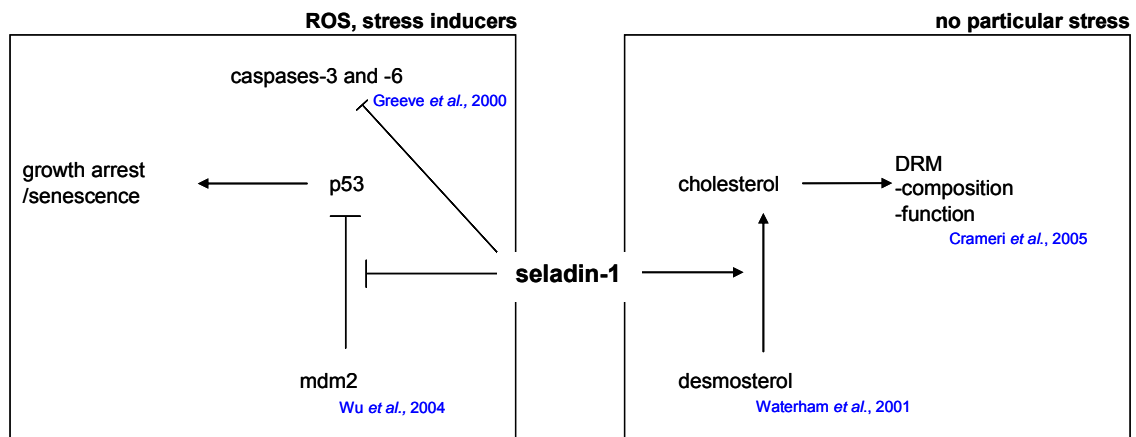 ROS, stress inducers
caspases-3 and -6
Greeve et al., 2000
growth arrest
/senescence
p53
mdm2
Wu et al., 2004
seladin-1
no particular stress
cholesterol
DRM
-composition
-function
Crameri et al., 2005
desmosterol
Waterham et al., 2001